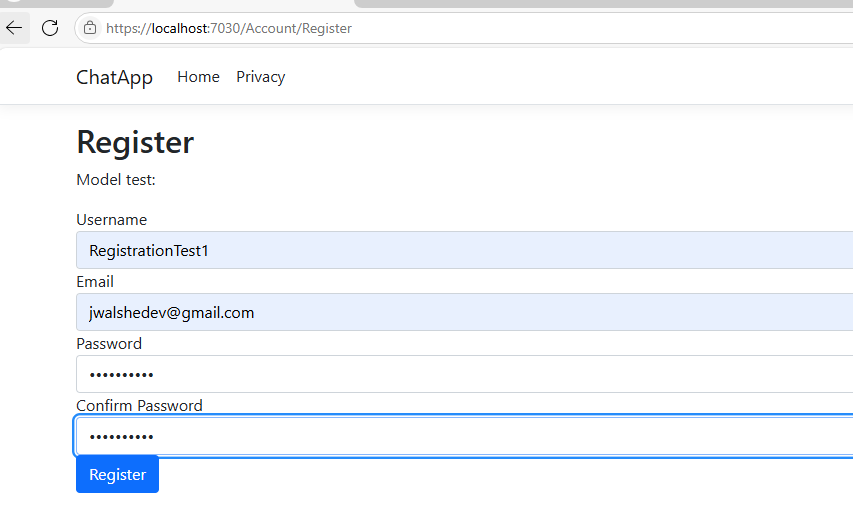 https://localhost:7030/Account/Register
ChatApp Home Privacy
Register
Model test:
Username
RegistrationTest1
Email
jwalshedev@gmail.com
Password
••••••••••
Confirm Password
••••••••••
Register